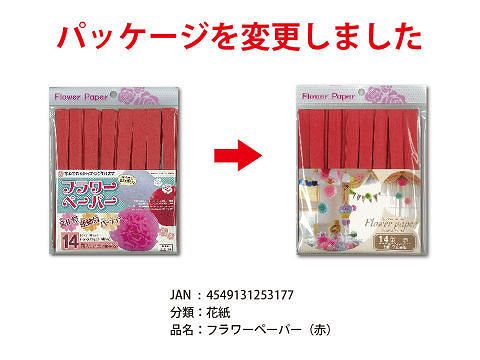 パッケージを変更しました
Flower Paper
Flower Paper
フラワー
ペーパー
14
Flower paper
14
JAN : 4549131253177
分類：花紙
品名：フラワーペーパー（赤）